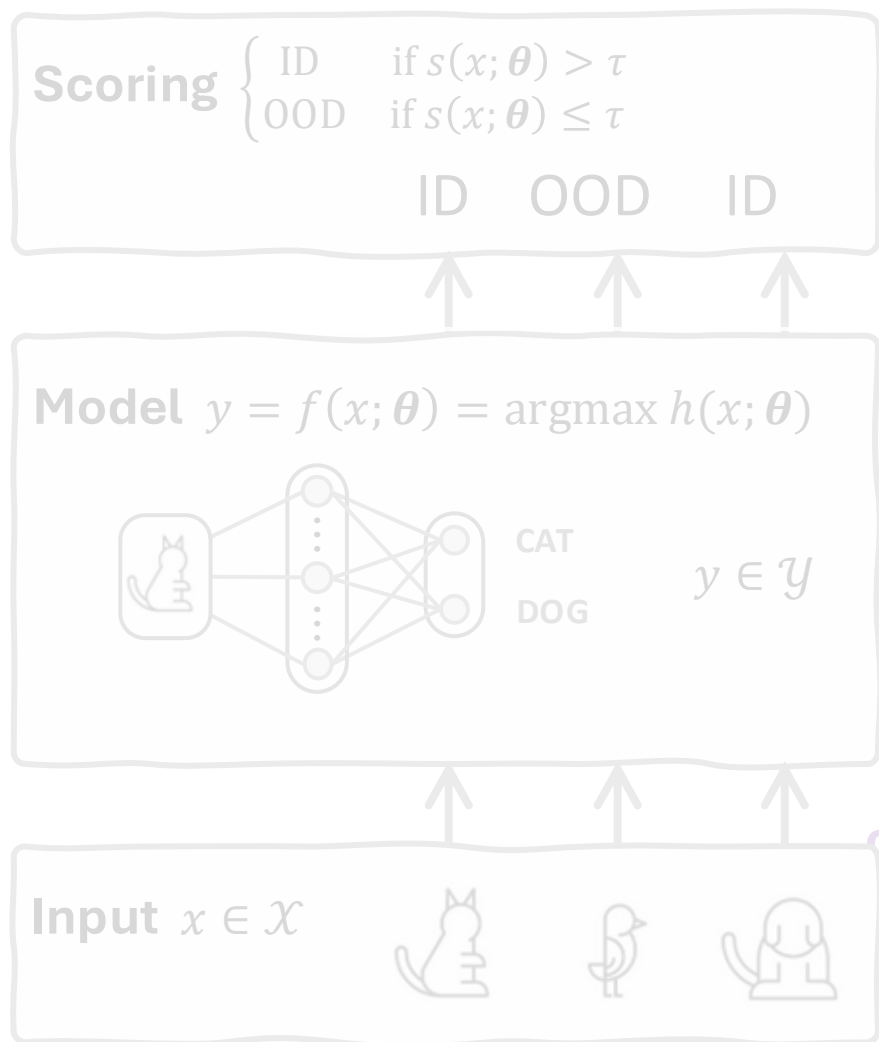 Scoring { ID if s(x; θ) > τ
OOD if s(x; θ) ≤ τ
ID OOD ID
Model y = f(x; θ) = argmax h(x; θ)
CAT
DOG
y ∈ 𝒴
Input x ∈ 𝒳